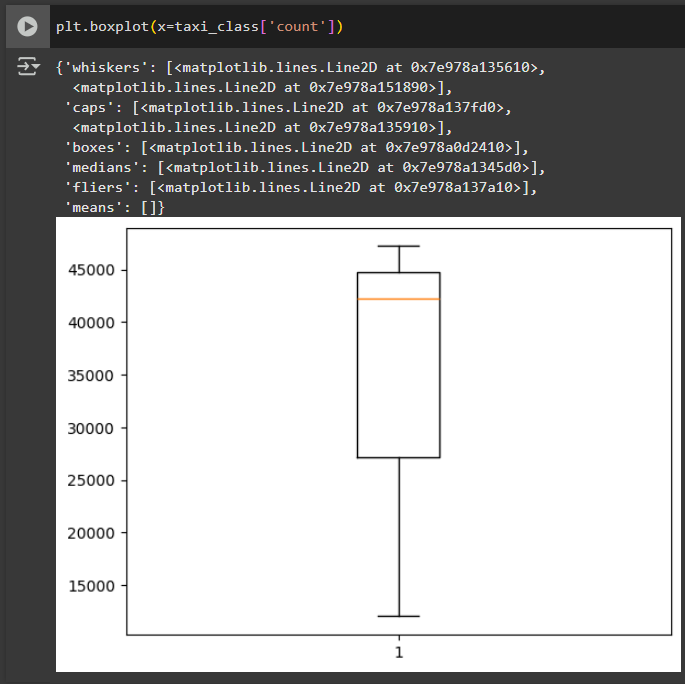 plt.boxplot(x=taxi_class['count'])
{'whiskers': [<matplotlib.lines.Line2D at 0x7e978a135610>,
<matplotlib.lines.Line2D at 0x7e978a151890>],
'caps': [<matplotlib.lines.Line2D at 0x7e978a137fd0>,
<matplotlib.lines.Line2D at 0x7e978a135910>],
'boxes': [<matplotlib.lines.Line2D at 0x7e978a0d2410>],
'medians': [<matplotlib.lines.Line2D at 0x7e978a1345d0>],
'fliers': [<matplotlib.lines.Line2D at 0x7e978a137a10>],
'means': []}
45000
40000
35000
30000
25000
20000
15000
1